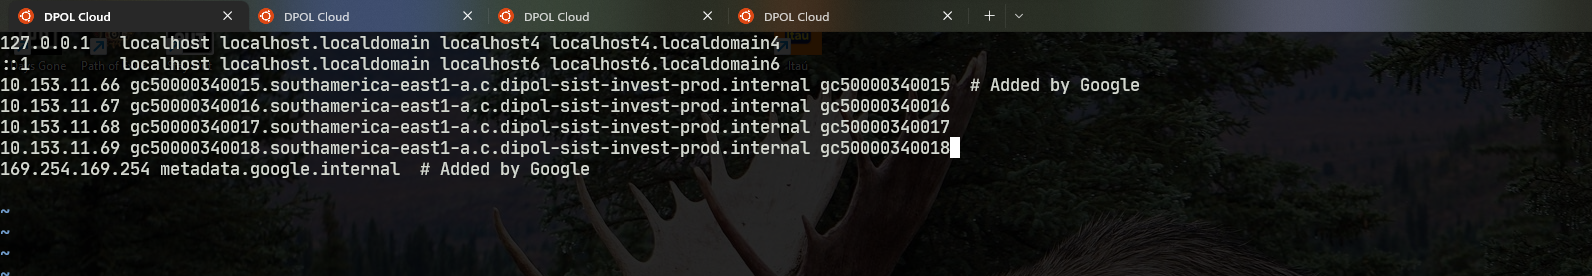 DPOL Cloud DPOL Cloud DPOL Cloud DPOL Cloud
127.0.0.1 localhost localhost.localdomain localhost4 localhost4.localdomain4
::1 localhost localhost.localdomain localhost6 localhost6.localdomain6
10.153.11.66 gc50000340015.southamerica-east1-a.c.dipol-sist-invest-prod.internal gc50000340015 # Added by Google
10.153.11.67 gc50000340016.southamerica-east1-a.c.dipol-sist-invest-prod.internal gc50000340016
10.153.11.68 gc50000340017.southamerica-east1-a.c.dipol-sist-invest-prod.internal gc50000340017
10.153.11.69 gc50000340018.southamerica-east1-a.c.dipol-sist-invest-prod.internal gc50000340018
169.254.169.254 metadata.google.internal # Added by Google
~
~
~
~